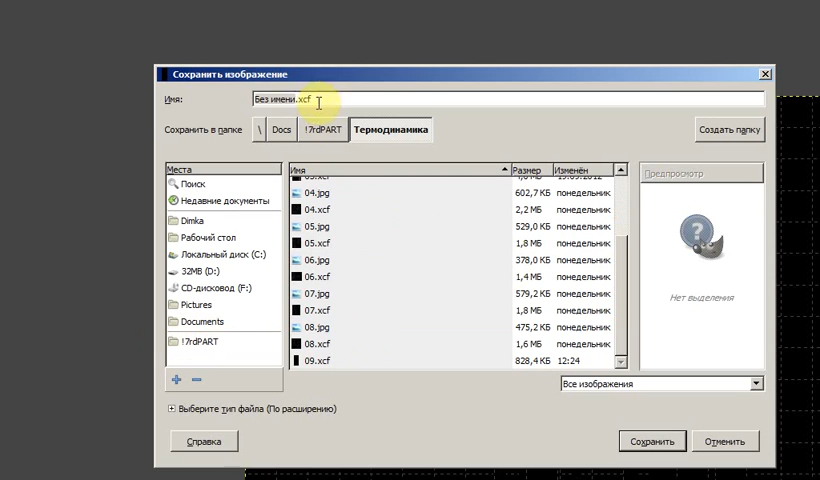 Сохранить изображение
Имя:
Без имени.xcf
Сохранить в папке
\
Docs
!7rdPART
Термодинамика
Создать папку
Места
Поиск
Недавние документы
Dimka
Рабочий стол
Локальный диск (C:)
32MB (D:)
CD-дисковод (F:)
Pictures
Documents
!7rdPART
Имя Размер Изменён
04.jpg 602,7 КБ понедельник
04.xcf 2,2 МБ понедельник
05.jpg 529,0 КБ понедельник
05.xcf 1,8 МБ понедельник
06.jpg 378,0 КБ понедельник
06.xcf 1,4 МБ понедельник
07.jpg 579,2 КБ понедельник
07.xcf 1,8 МБ понедельник
08.jpg 475,2 КБ понедельник
08.xcf 1,6 МБ понедельник
09.xcf 828,4 КБ 12:24
Предпросмотр
Нет выделения
Все изображения
Выберите тип файла (По расширению)
Справка
Сохранить
Отменить